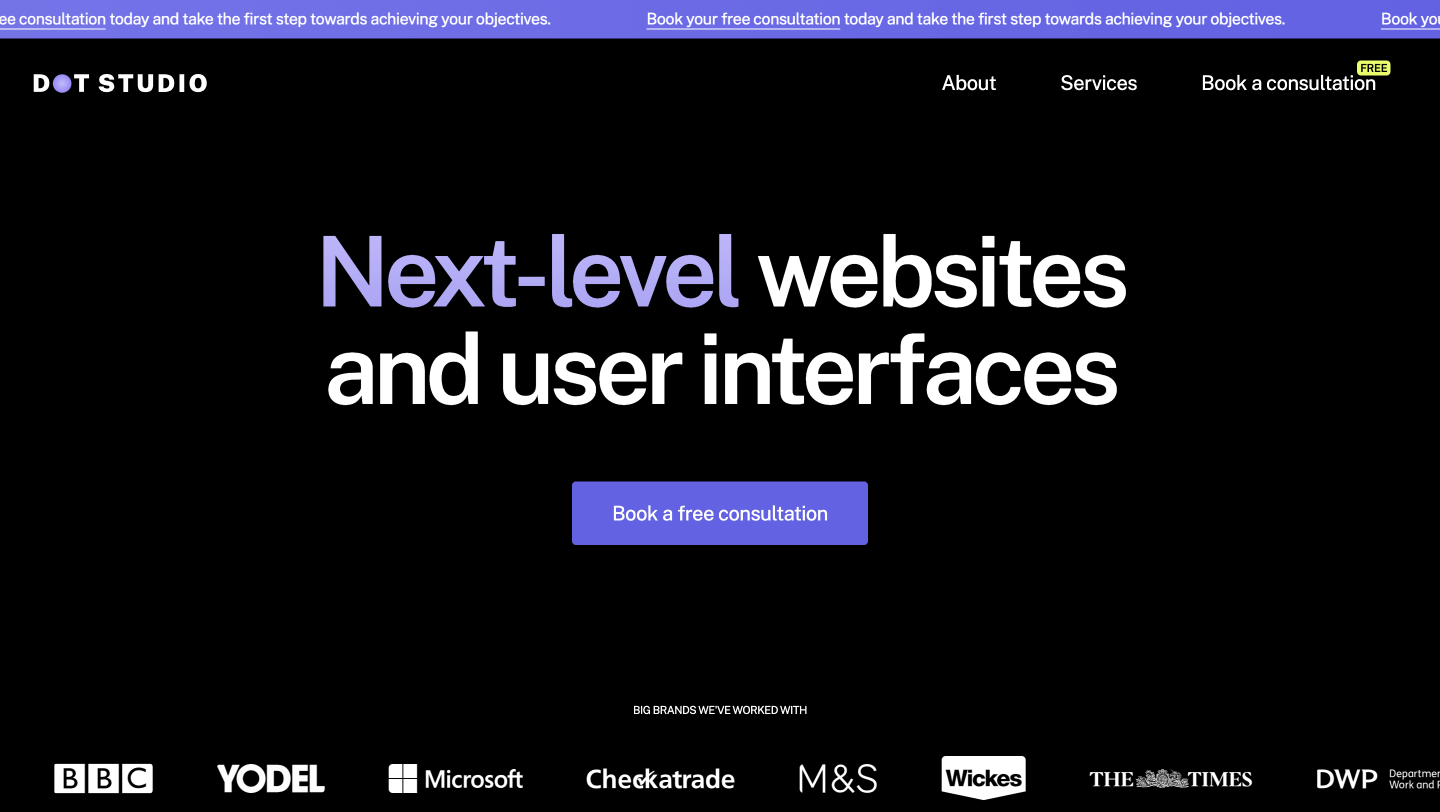 ee consultation today and take the first step towards achieving your objectives. Book your free consultation today and take the first step towards achieving your objectives. Book you
DOT STUDIO
About Services Book a consultation FREE
Next-level websites
and user interfaces
Book a free consultation
BIG BRANDS WE'VE WORKED WITH
BBC YODEL Microsoft Checkatrade M&S Wickes THE TIMES DWP Departmen
Work and P